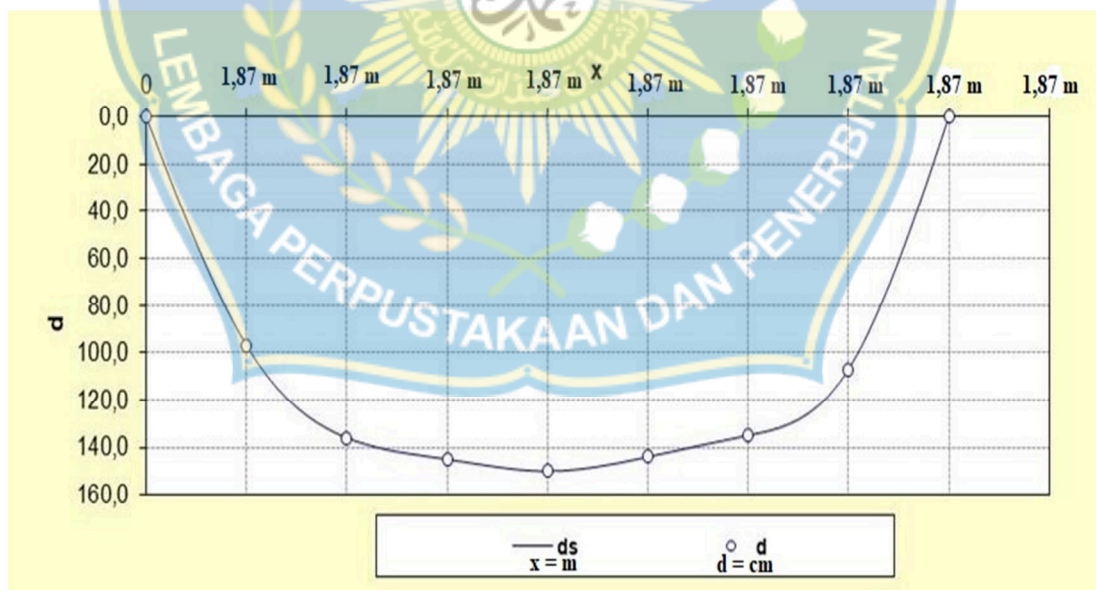 LEMBAGA PERPUSTAKAAN DAN PENERBITAN
0 1,87 m 1,87 m 1,87 m 1,87 m X 1,87 m 1,87 m 1,87 m 1,87 m 1,87 m
0,0
20,0
40,0
60,0
d
80,0
100,0
120,0
140,0
160,0
ds d
x = m d = cm